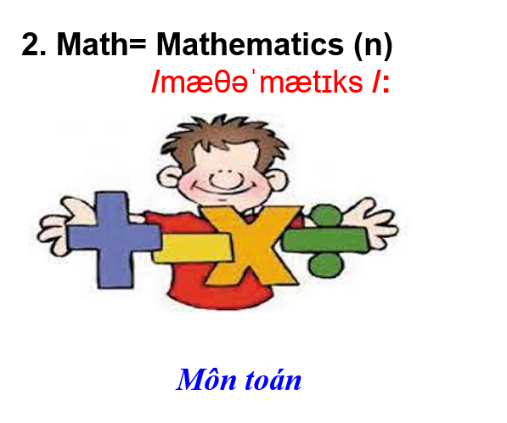 2. Math= Mathematics (n)
/mæθəˈmætɪks /:
Môn toán